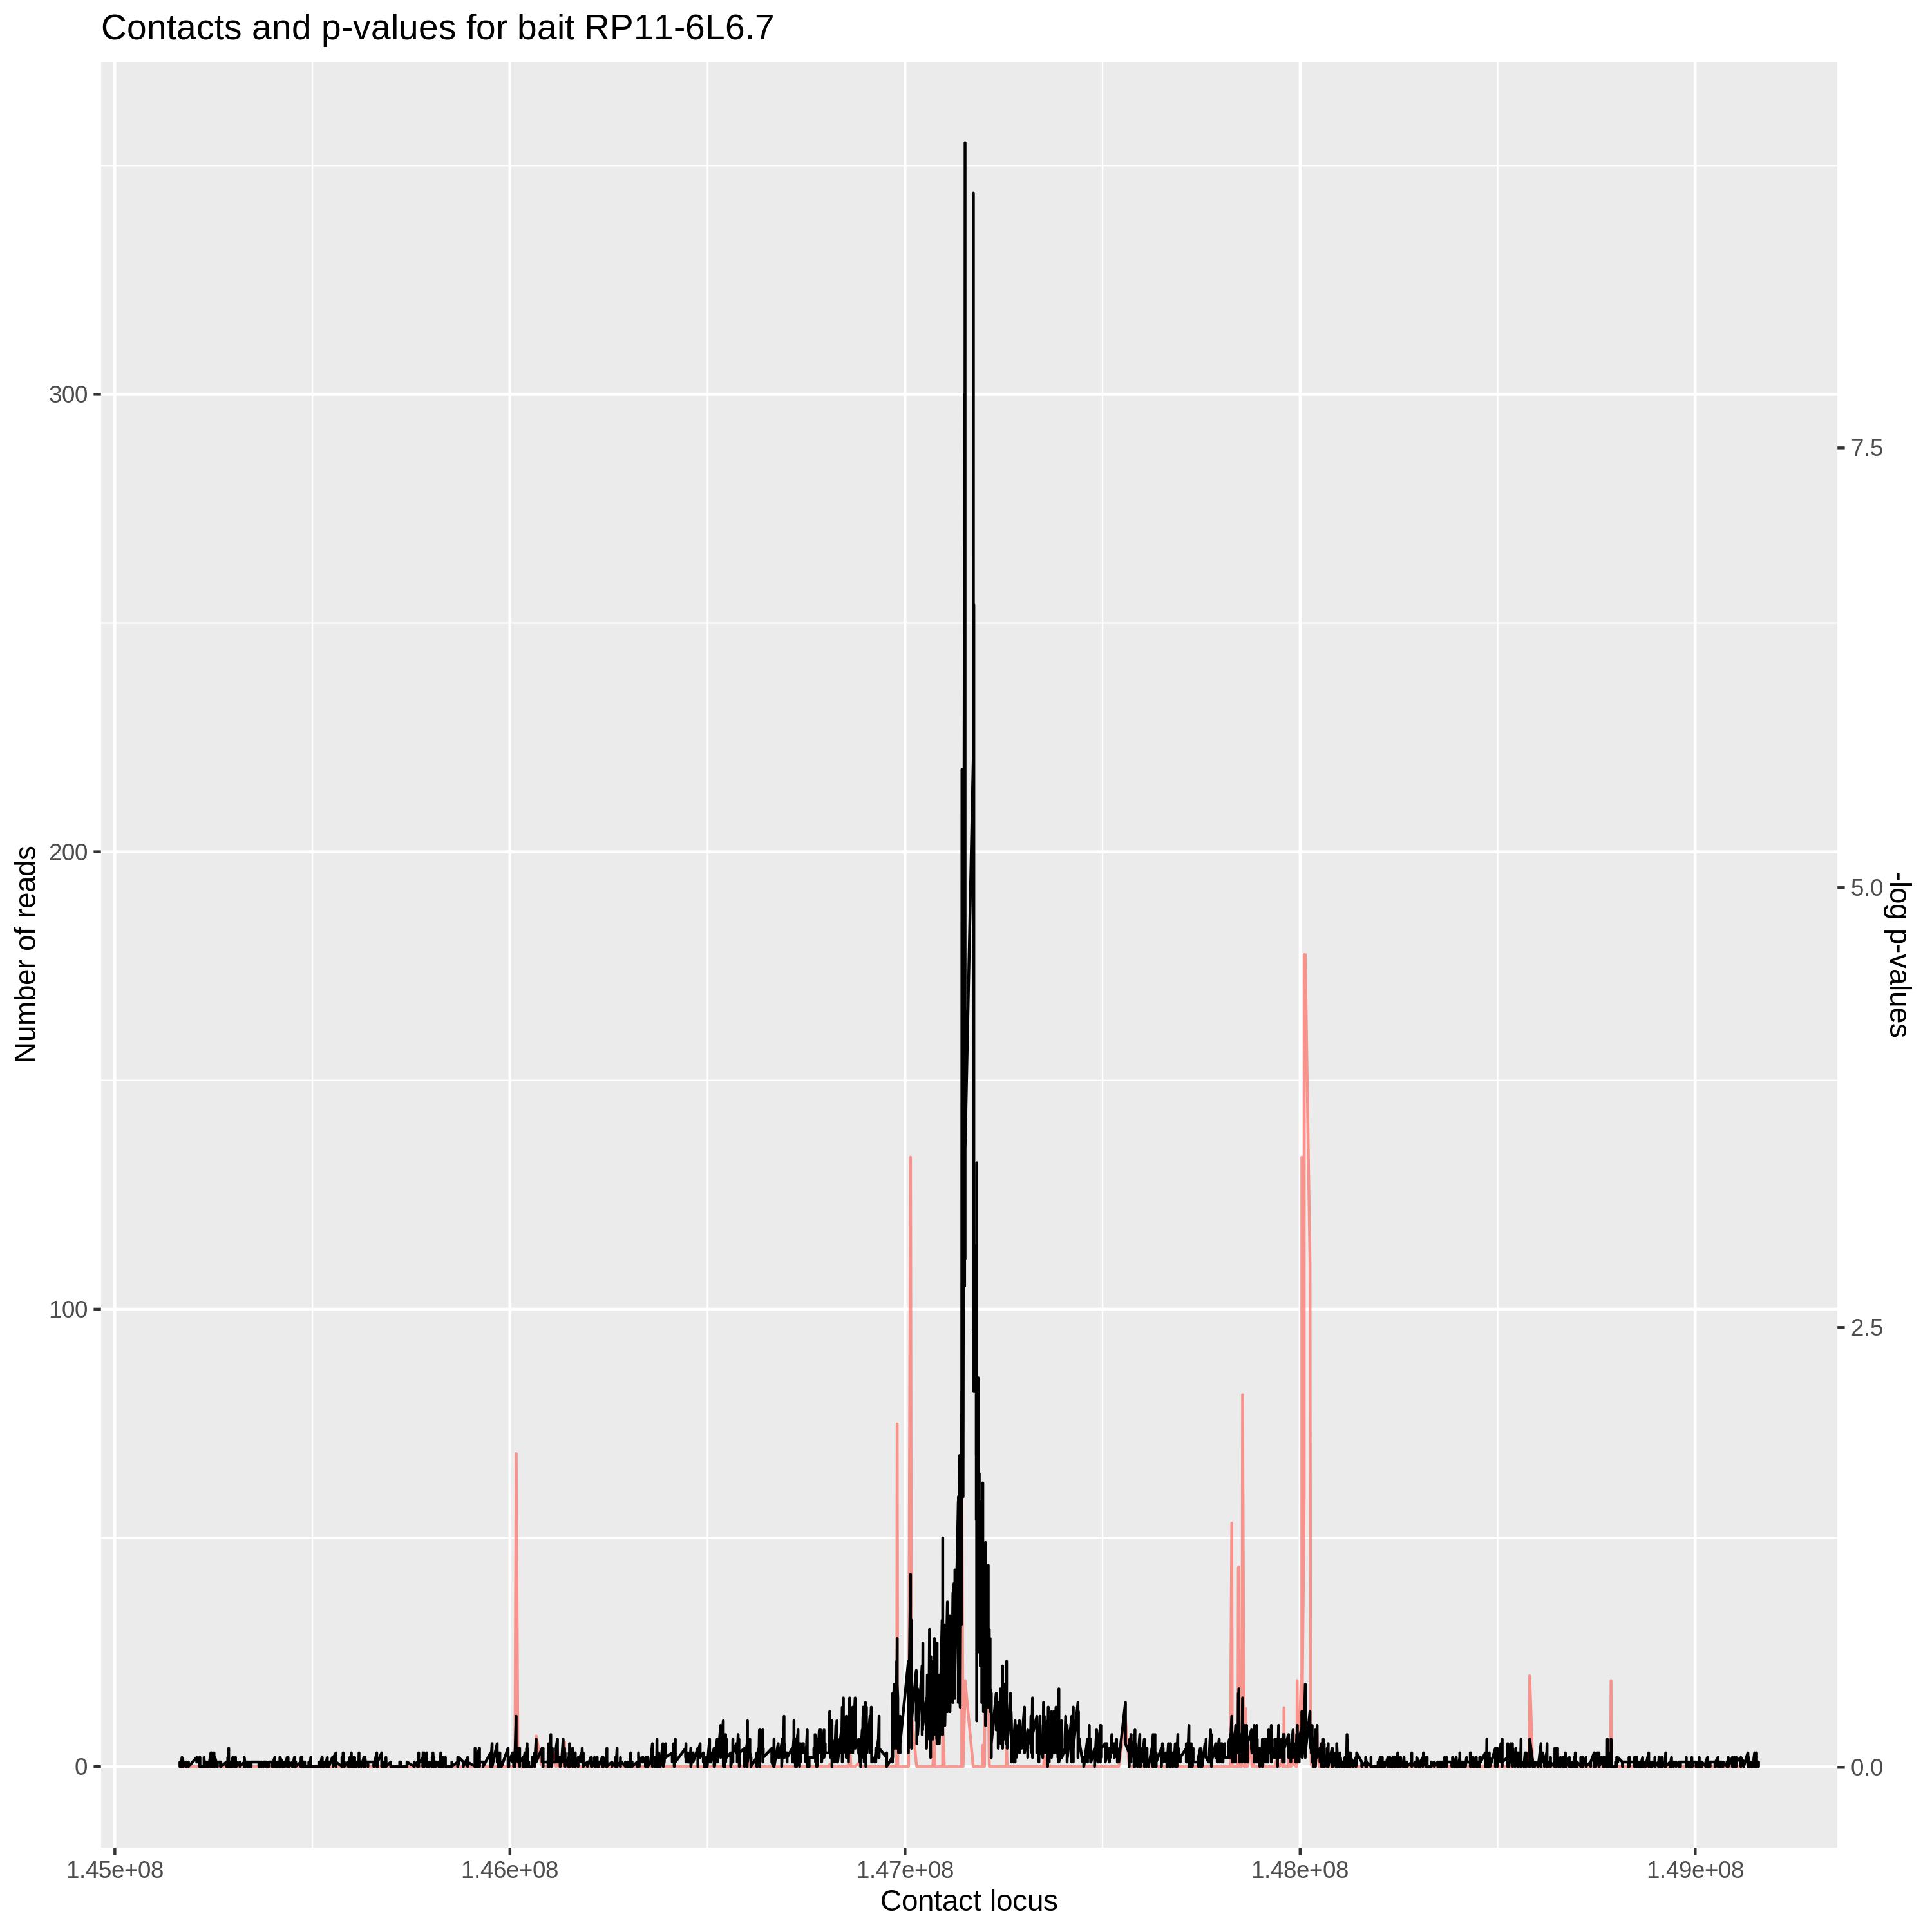 Contacts and p-values for bait RP11-6L6.7
Number of reads
300
200
100
0
7.5
5.0
2.5
0.0
-log p-values
1.45e+08
1.46e+08
1.47e+08
1.48e+08
1.49e+08
Contact locus